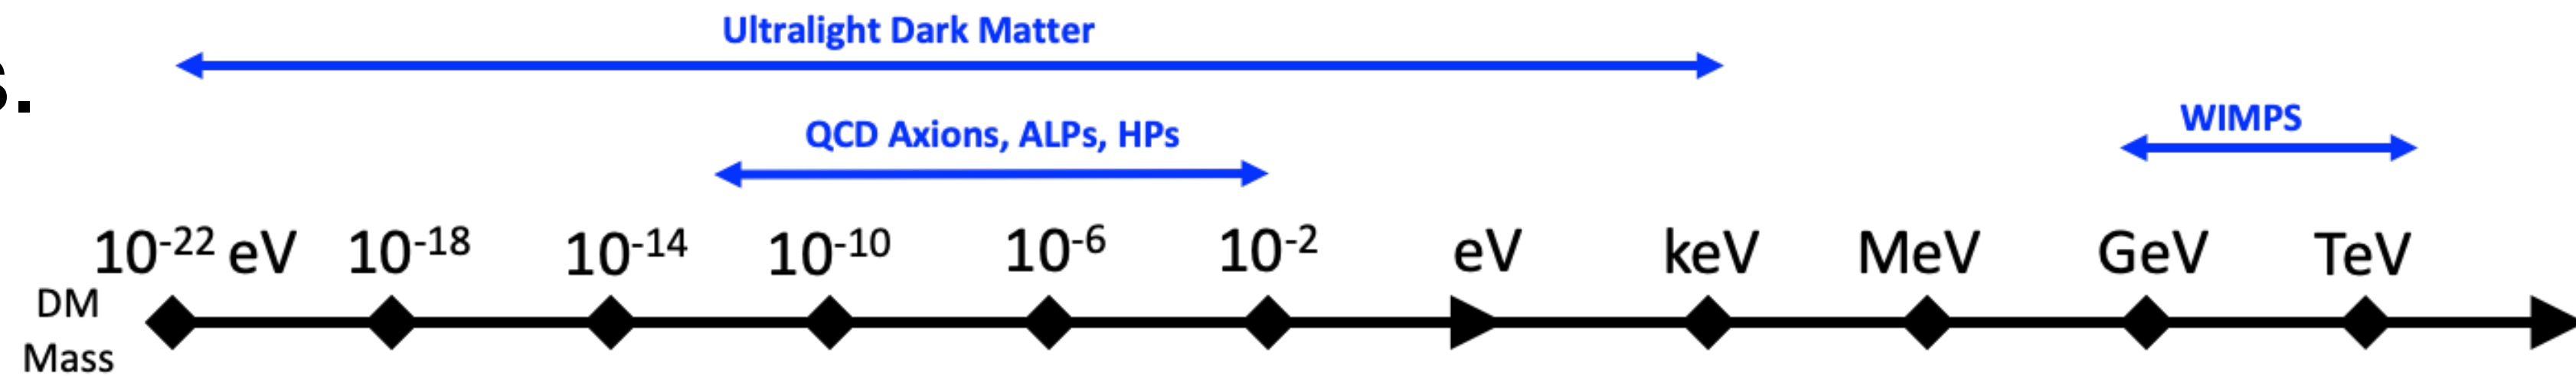 Ultralight Dark Matter
s.
WIMPS
QCD Axions, ALPs, HPs
10⁻²² eV 10⁻¹⁸ 10⁻¹⁴ 10⁻¹⁰ 10⁻⁶ 10⁻² eV keV MeV GeV TeV
DM
Mass